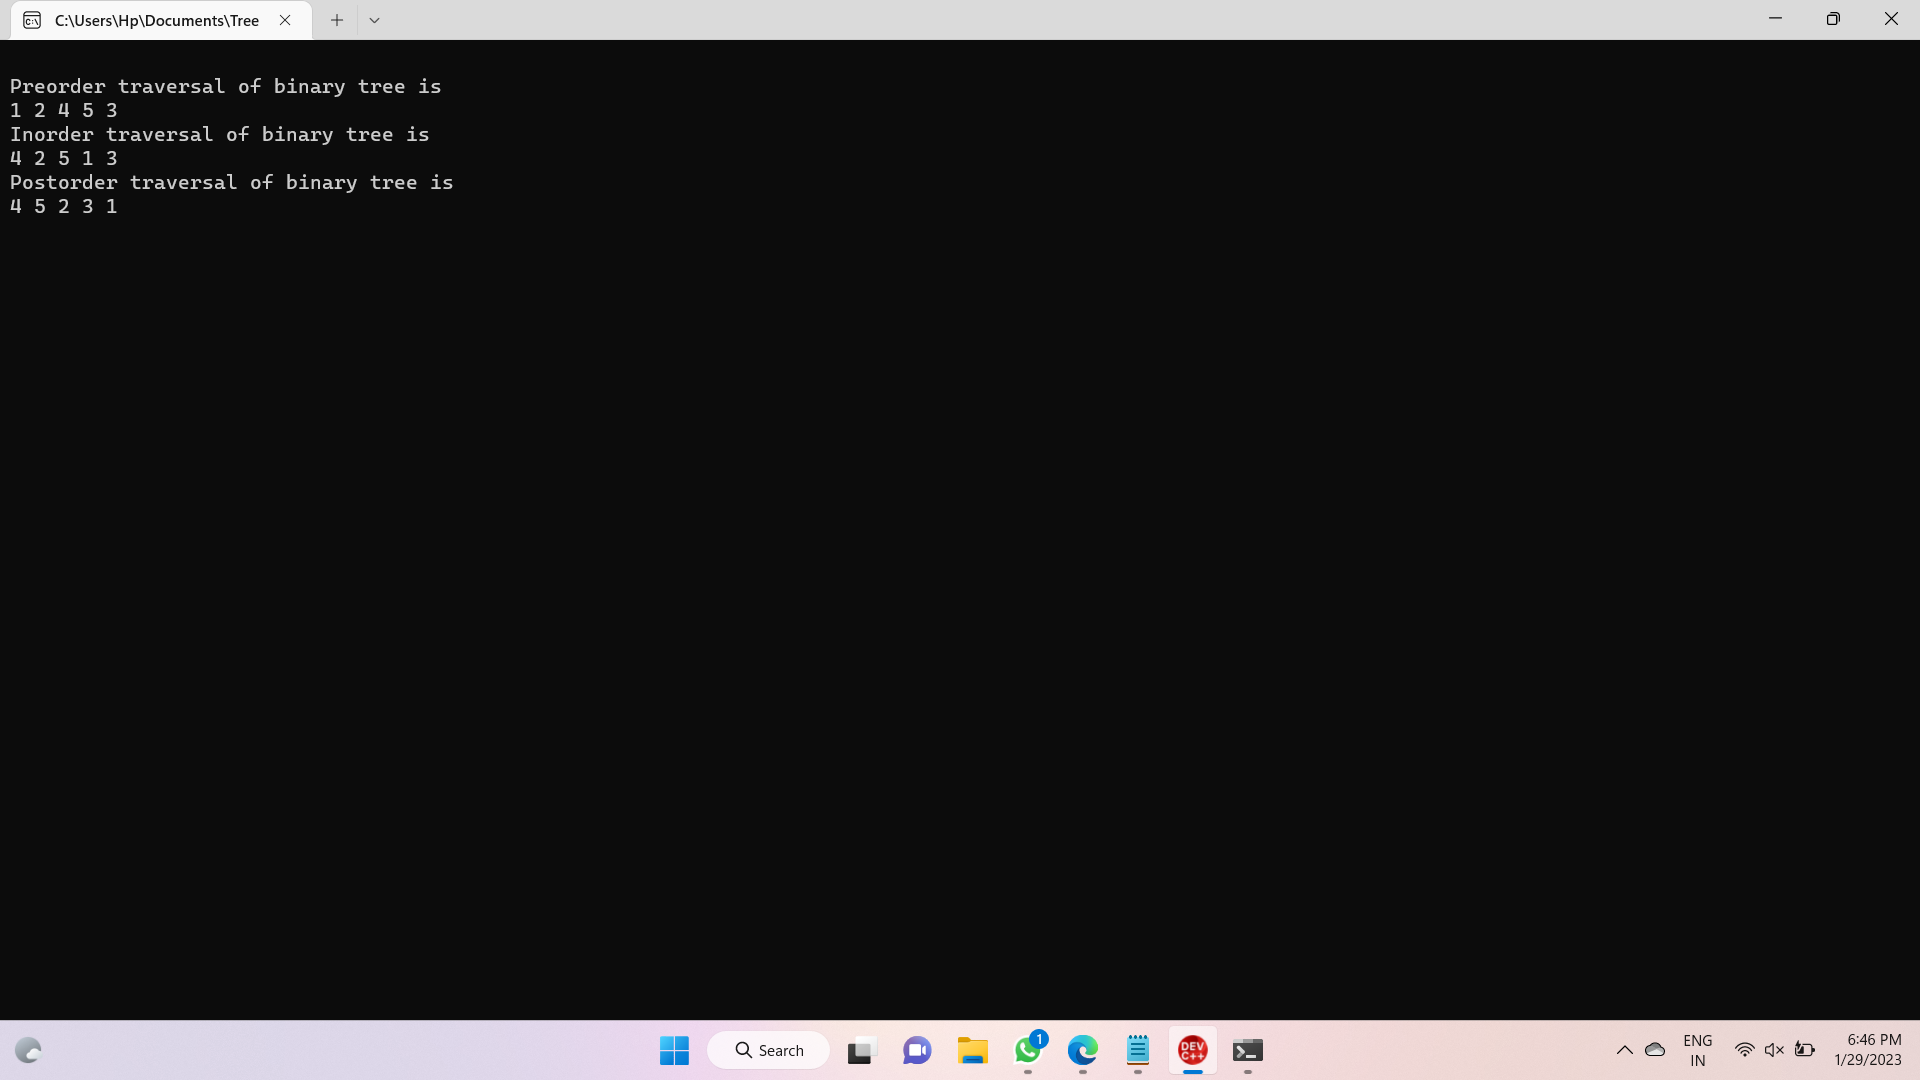 C:\Users\Hp\Documents\Tree
Preorder traversal of binary tree is
1 2 4 5 3
Inorder traversal of binary tree is
4 2 5 1 3
Postorder traversal of binary tree is
4 5 2 3 1
Search
1
DEV
C++
ENG
IN
6:46 PM
1/29/2023